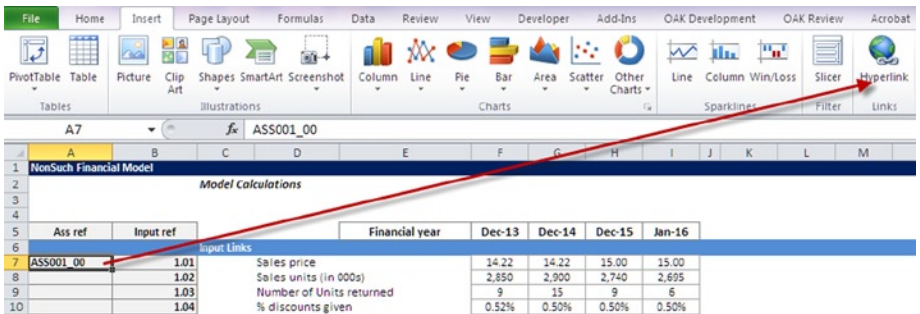 File Home Insert Page Layout Formulas Data Review View Developer Add-Ins OAK Development OAK Review Acrobat
PivotTable Table Picture Clip Art Shapes SmartArt Screenshot Column Line Pie Bar Area Scatter Other Charts Line Column Win/Loss Slicer Hyperlink
Tables Illustrations Charts Sparklines Filter Links
A7 fx ASS001_00
A B C D E F G H I J K L M
1 NonSuch Financial Model
2 Model Calculations
3
4
5 Ass ref Input ref Financial year Dec-13 Dec-14 Dec-15 Jan-16
6 Input Links
7 ASS001_00 1.01 Sales price 14.22 14.22 15.00 15.00
8 1.02 Sales units (in 000s) 2,850 2,900 2,740 2,695
9 1.03 Number of Units returned 9 15 9 6
10 1.04 % discounts given 0.52% 0.50% 0.50% 0.50%